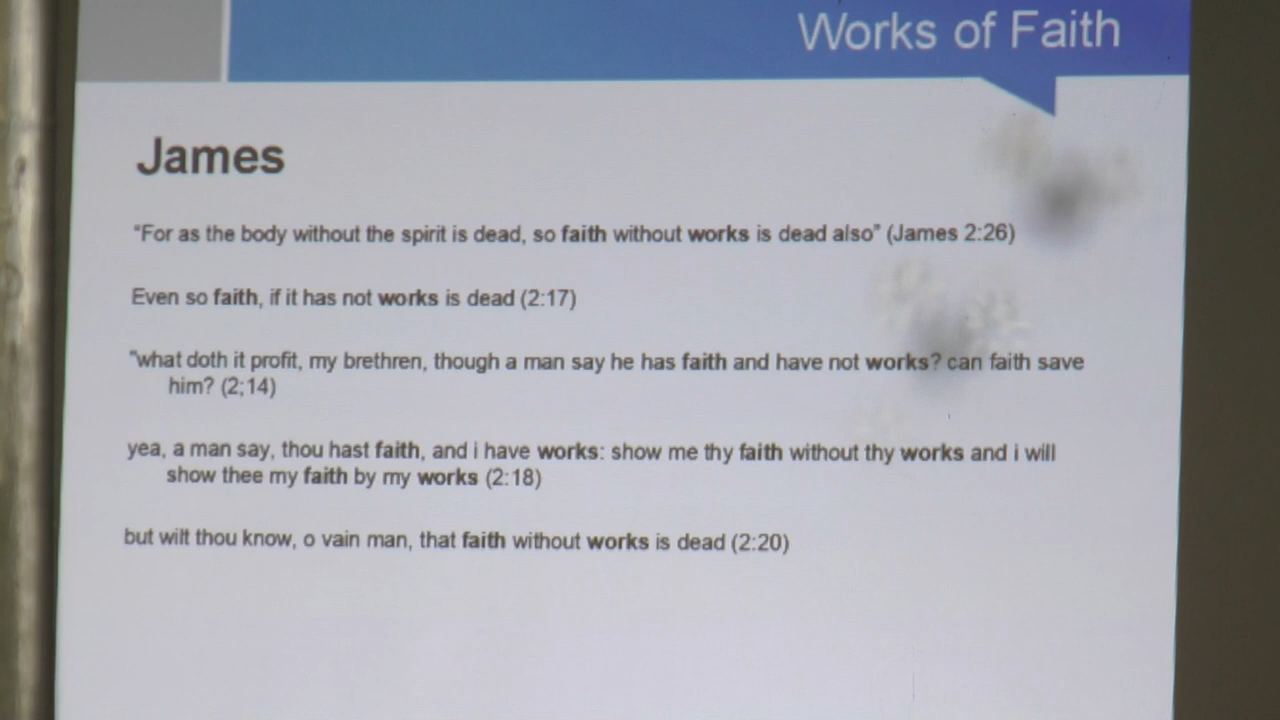 Works of Faith
James
“For as the body without the spirit is dead, so faith without works is dead also” (James 2:26)
Even so faith, if it has not works is dead (2:17)
"what doth it profit, my brethren, though a man say he has faith and have not works? can faith save
him? (2;14)
yea, a man say, thou hast faith, and i have works: show me thy faith without thy works and i will
show thee my faith by my works (2:18)
but wilt thou know, o vain man, that faith without works is dead (2:20)